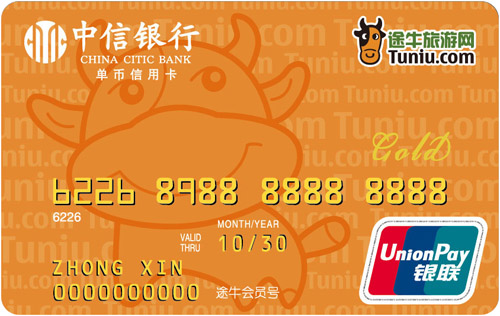 中信银行
CHINA CITIC BANK
单币信用卡
途牛旅游网
Tuniu.com
Gold
6226 8988 8888 8888
6226
MONTH/YEAR
VALID THRU 10/30
ZHONG XIN
0000000000 途牛会员号
UnionPay
银联